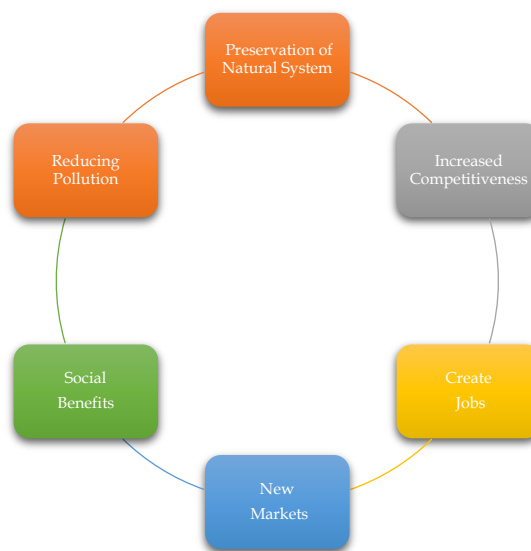 Preservation of
Natural System
Increased
Competitiveness
Create
Jobs
New
Markets
Social
Benefits
Reducing
Pollution